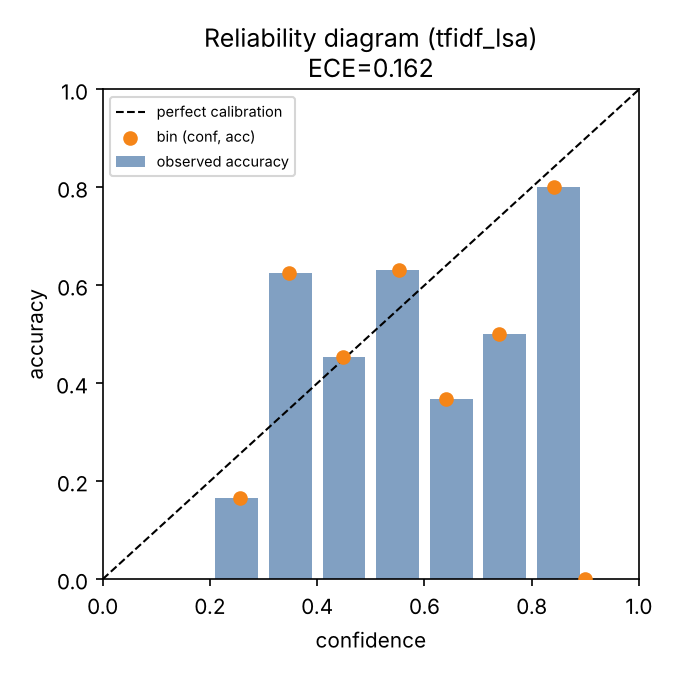 Reliability diagram (tfidf_lsa)
ECE=0.162
perfect calibration
bin (conf, acc)
observed accuracy
accuracy
1.0
0.8
0.6
0.4
0.2
0.0
0.0 0.2 0.4 0.6 0.8 1.0
confidence